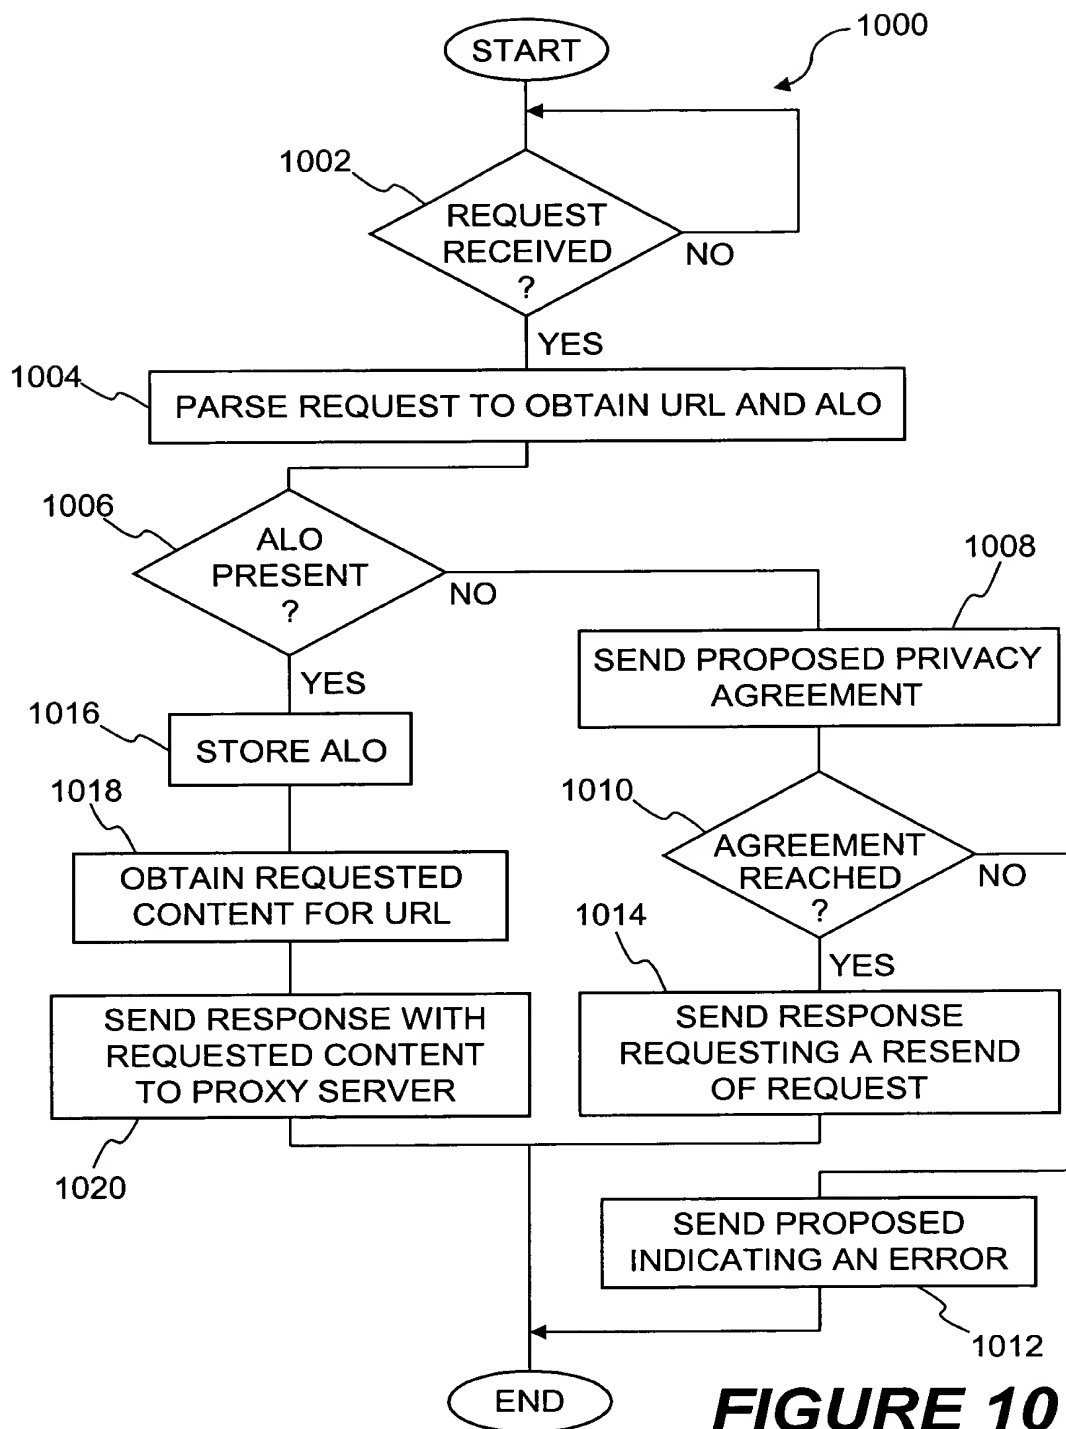 START
1000
1002
REQUEST
RECEIVED
?
NO
YES
1004
PARSE REQUEST TO OBTAIN URL AND ALO
1006
ALO
PRESENT
?
NO
YES
1008
SEND PROPOSED PRIVACY
AGREEMENT
1016
STORE ALO
1010
AGREEMENT
REACHED
?
NO
YES
1018
OBTAIN REQUESTED
CONTENT FOR URL
1014
SEND RESPONSE
REQUESTING A RESEND
OF REQUEST
SEND RESPONSE WITH
REQUESTED CONTENT
TO PROXY SERVER
1020
SEND PROPOSED
INDICATING AN ERROR
1012
END
FIGURE 10